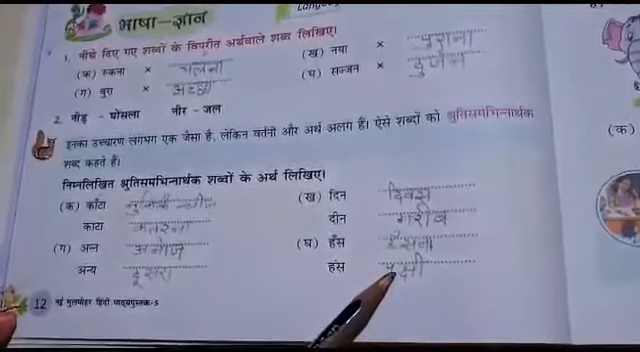 भाषा-ज्ञान
1. नीचे दिए गए शब्दों के विपरीत अर्थवाले शब्द लिखिए।
(क) रुकना × चलना (ख) नया × पुराना
(ग) बुरा × अच्छा (घ) सज्जन × दुर्जन
2. नीड़ - घोंसला नीर - जल
इनका उच्चारण लगभग एक जैसा है, लेकिन वर्तनी और अर्थ अलग हैं। ऐसे शब्दों को श्रुतिसमभिन्नार्थक
शब्द कहते हैं।
निम्नलिखित श्रुतिसमभिन्नार्थक शब्दों के अर्थ लिखिए।
(क) काँटा (ख) दिन दिवस
काटा कतरना दीन गरीब
(ग) अन्न अनाज (घ) हँस हँसना
अन्य दूसरा हंस पक्षी
12 नई गुलमोहर हिंदी पाठ्यपुस्तक-5
(क)